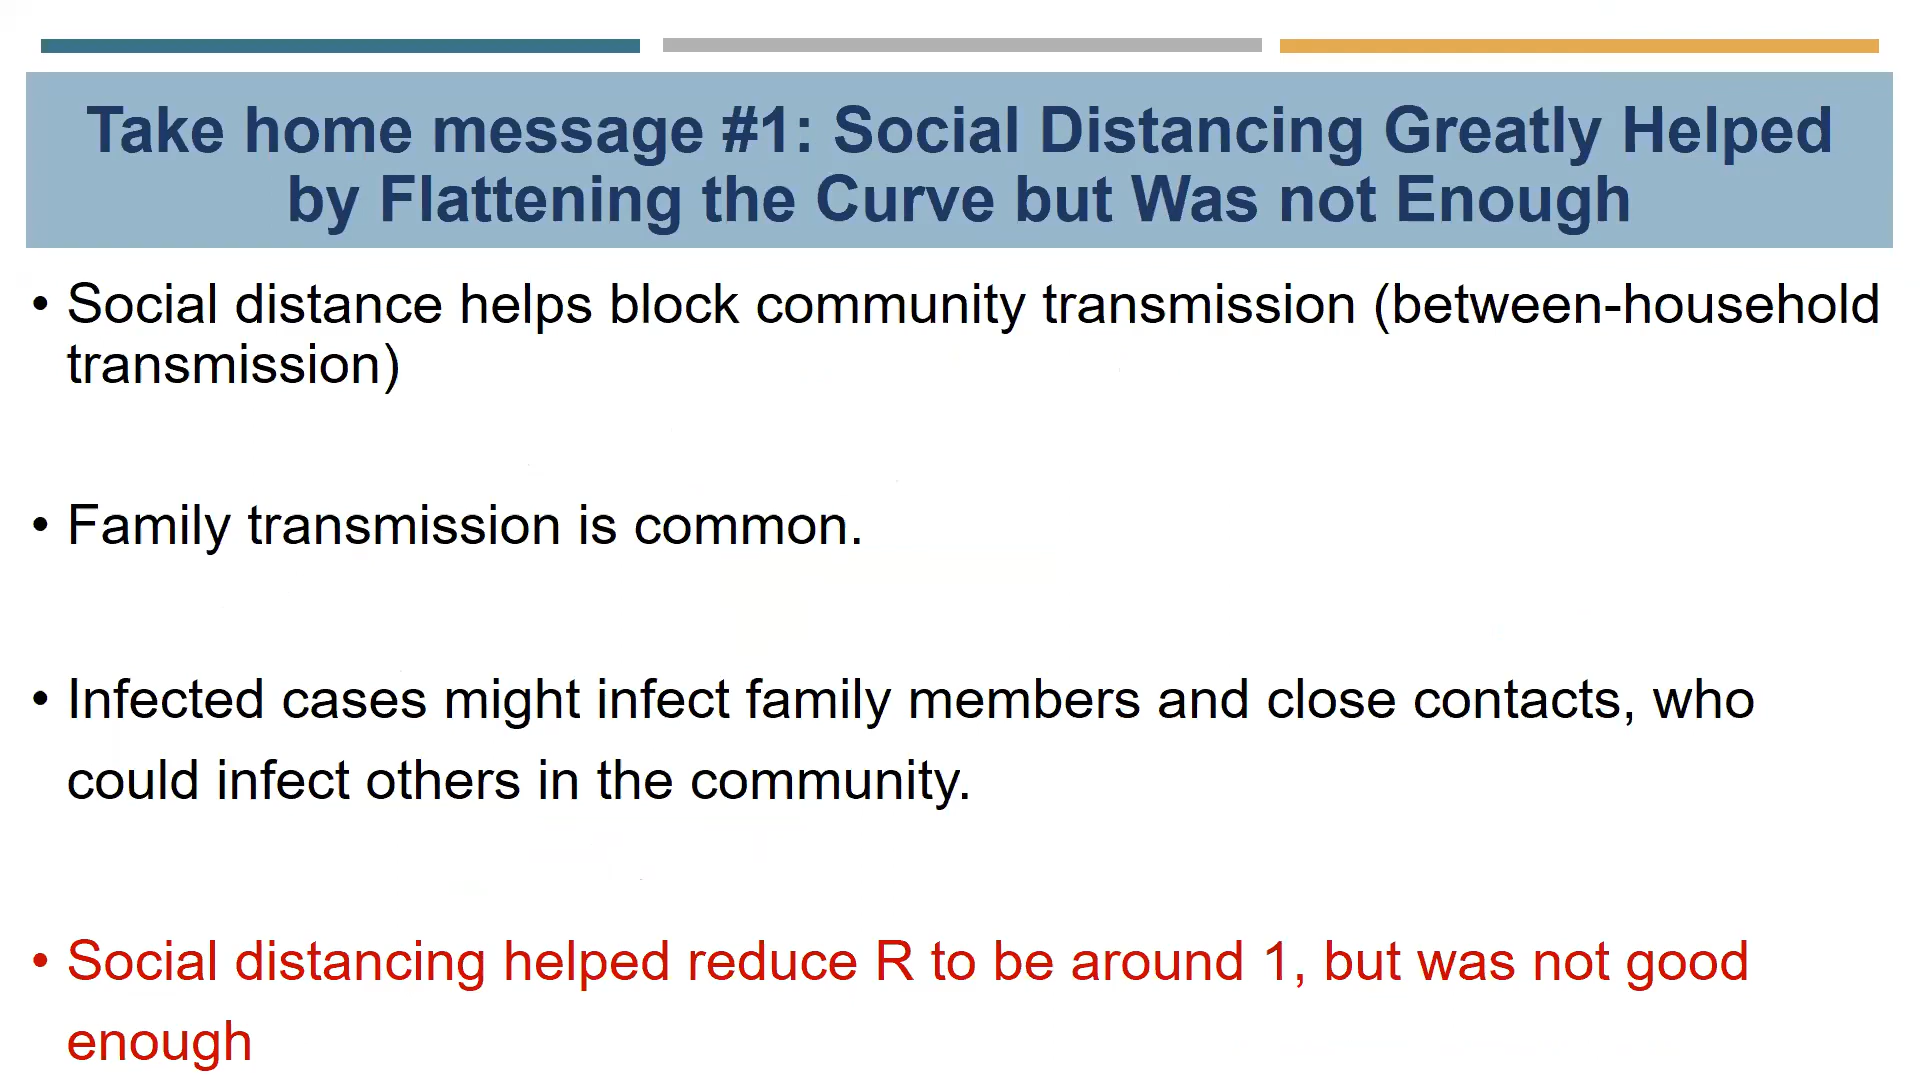 Take home message #1: Social Distancing Greatly Helped
by Flattening the Curve but Was not Enough
• Social distance helps block community transmission (between-household
transmission)
• Family transmission is common.
• Infected cases might infect family members and close contacts, who
could infect others in the community.
• Social distancing helped reduce R to be around 1, but was not good
enough